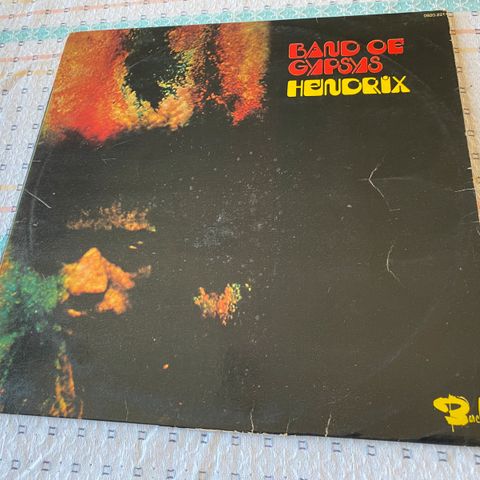 BAND OF
GYPSYS
HENDRIX